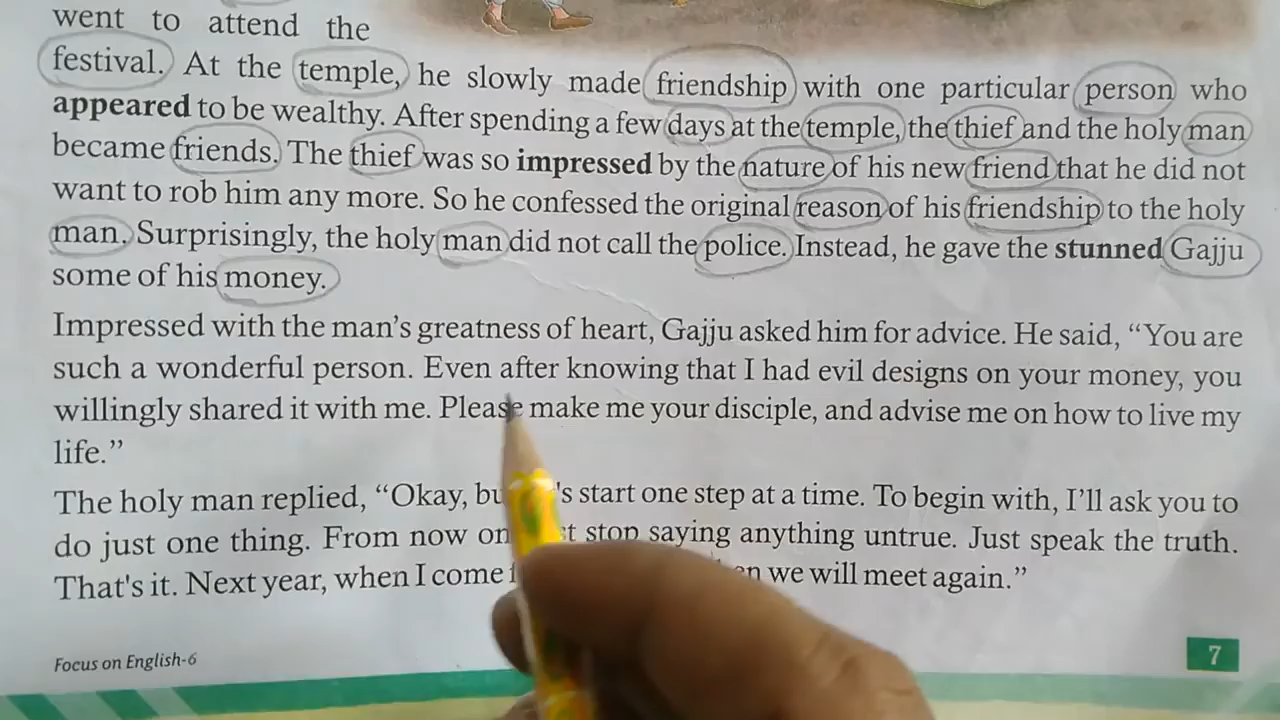 went to attend the
festival. At the temple, he slowly made friendship with one particular person who
appeared to be wealthy. After spending a few days at the temple, the thief and the holy man
became friends. The thief was so impressed by the nature of his new friend that he did not
want to rob him any more. So he confessed the original reason of his friendship to the holy
man. Surprisingly, the holy man did not call the police. Instead, he gave the stunned Gajju
some of his money.
Impressed with the man's greatness of heart, Gajju asked him for advice. He said, “You are
such a wonderful person. Even after knowing that I had evil designs on your money, you
willingly shared it with me. Please make me your disciple, and advise me on how to live my
life.”
The holy man replied, “Okay, 's start one step at a time. To begin with, I'll ask you to
do just one thing. From now on stop saying anything untrue. Just speak the truth.
That's it. Next year, when I come we will meet again.”
Focus on English-6
7